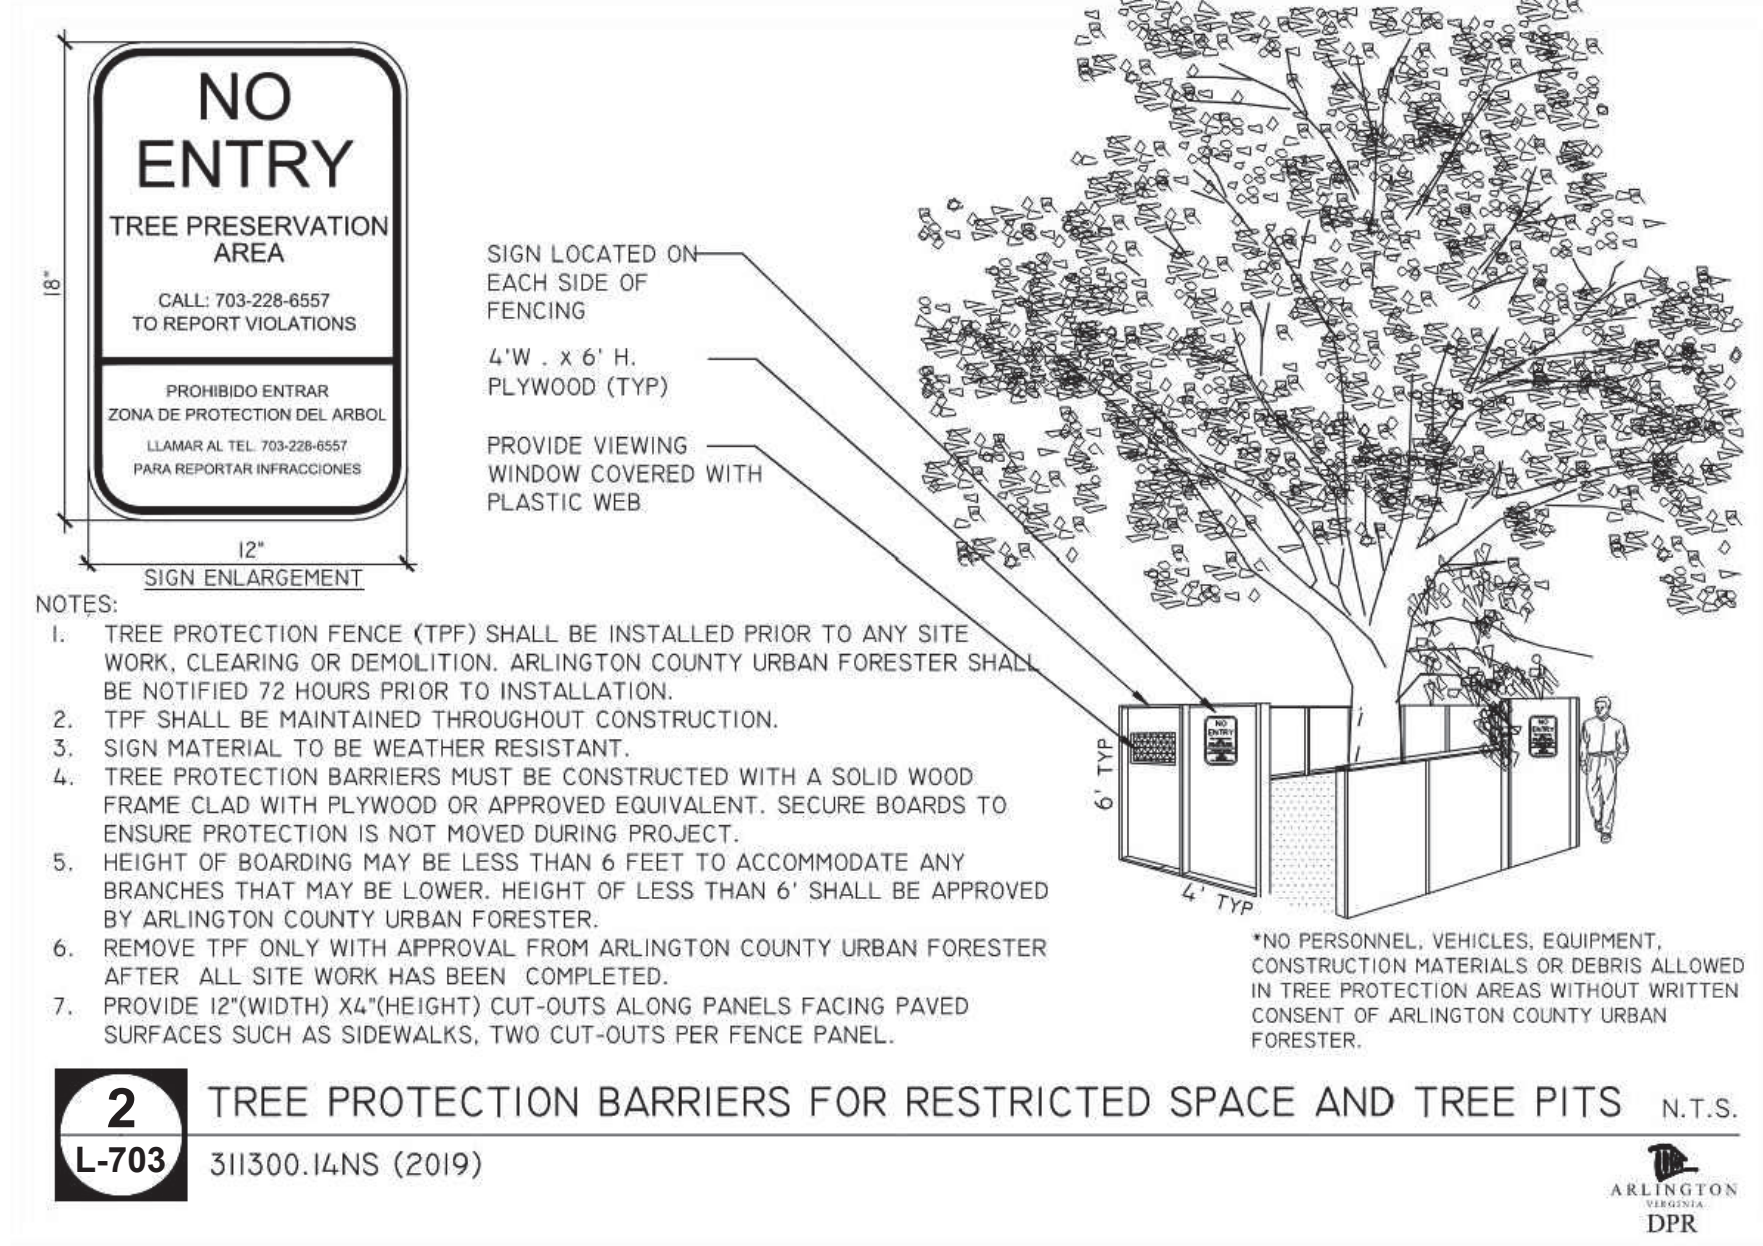 NO
ENTRY
TREE PRESERVATION
AREA
CALL: 703-228-6557
TO REPORT VIOLATIONS
PROHIBIDO ENTRAR
ZONA DE PROTECTION DEL ARBOL
LLAMAR AL TEL. 703-228-6557
PARA REPORTAR INFRACCIONES
18"
12"
SIGN ENLARGEMENT
SIGN LOCATED ON
EACH SIDE OF
FENCING
4'W . X 6' H.
PLYWOOD (TYP)
PROVIDE VIEWING
WINDOW COVERED WITH
PLASTIC WEB
NO
ENTRY
NO
ENTRY
6' TYP
4' TYP
NOTES:
1. TREE PROTECTION FENCE (TPF) SHALL BE INSTALLED PRIOR TO ANY SITE
WORK, CLEARING OR DEMOLITION. ARLINGTON COUNTY URBAN FORESTER SHALL
BE NOTIFIED 72 HOURS PRIOR TO INSTALLATION.
2. TPF SHALL BE MAINTAINED THROUGHOUT CONSTRUCTION.
3. SIGN MATERIAL TO BE WEATHER RESISTANT.
4. TREE PROTECTION BARRIERS MUST BE CONSTRUCTED WITH A SOLID WOOD
FRAME CLAD WITH PLYWOOD OR APPROVED EQUIVALENT. SECURE BOARDS TO
ENSURE PROTECTION IS NOT MOVED DURING PROJECT.
5. HEIGHT OF BOARDING MAY BE LESS THAN 6 FEET TO ACCOMMODATE ANY
BRANCHES THAT MAY BE LOWER. HEIGHT OF LESS THAN 6' SHALL BE APPROVED
BY ARLINGTON COUNTY URBAN FORESTER.
6. REMOVE TPF ONLY WITH APPROVAL FROM ARLINGTON COUNTY URBAN FORESTER
AFTER ALL SITE WORK HAS BEEN COMPLETED.
7. PROVIDE 12"(WIDTH) X4"(HEIGHT) CUT-OUTS ALONG PANELS FACING PAVED
SURFACES SUCH AS SIDEWALKS, TWO CUT-OUTS PER FENCE PANEL.
*NO PERSONNEL, VEHICLES, EQUIPMENT,
CONSTRUCTION MATERIALS OR DEBRIS ALLOWED
IN TREE PROTECTION AREAS WITHOUT WRITTEN
CONSENT OF ARLINGTON COUNTY URBAN
FORESTER.
2
L-703
TREE PROTECTION BARRIERS FOR RESTRICTED SPACE AND TREE PITS N.T.S.
311300.14NS (2019)
ARLINGTON
VIRGINIA
DPR